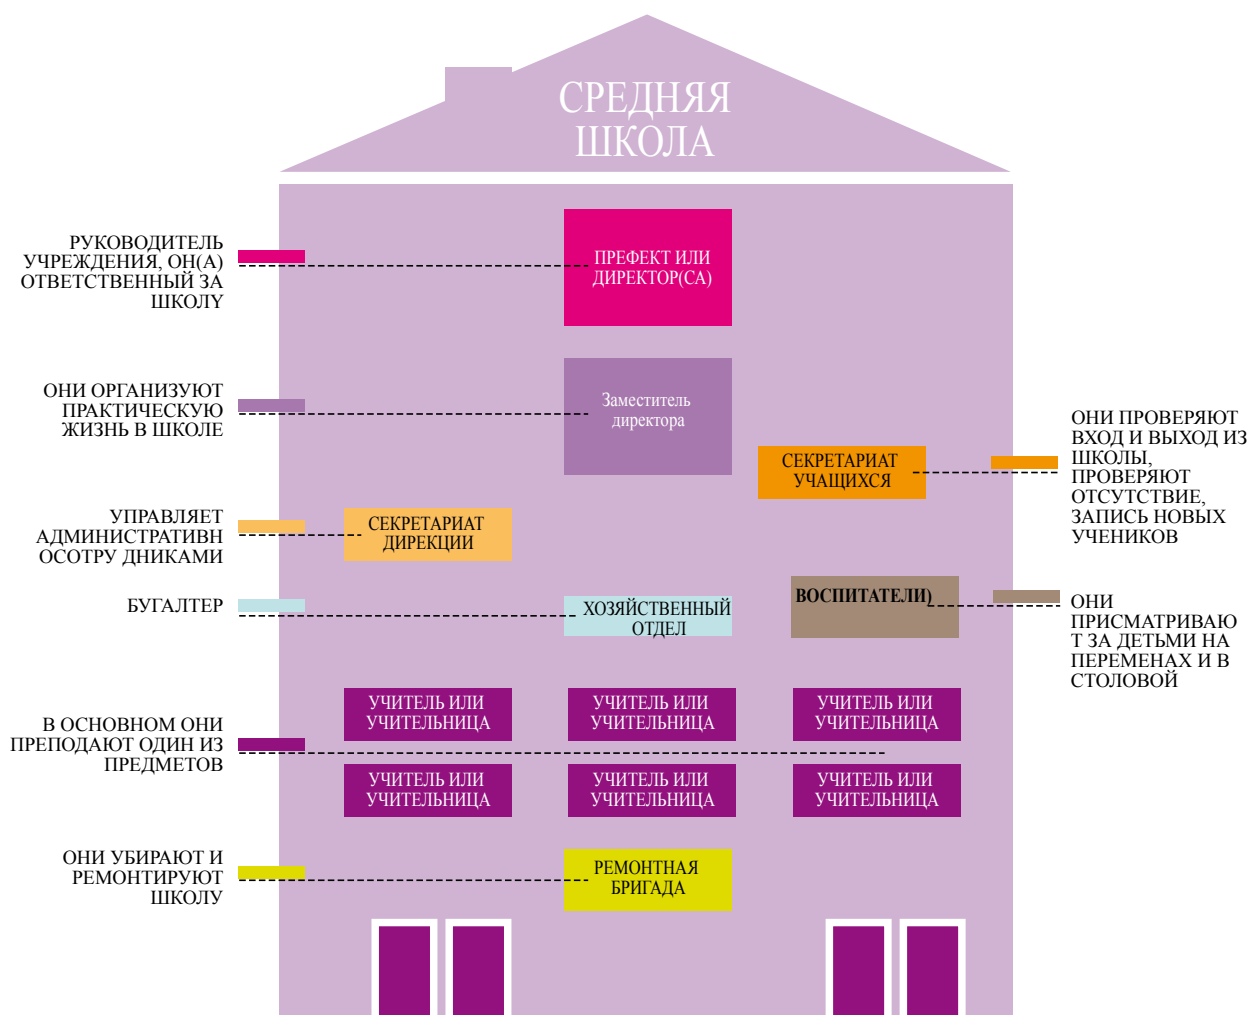 СРЕДНЯЯ
ШКОЛА
РУКОВОДИТЕЛЬ
УЧРЕЖДЕНИЯ, ОН(А)
ОТВЕТСТВЕННЫЙ ЗА
ШКОЛУ
ПРЕФЕКТ ИЛИ
ДИРЕКТОР(СА)
ОНИ ОРГАНИЗУЮТ
ПРАКТИЧЕСКУЮ
ЖИЗНЬ В ШКОЛЕ
Заместитель
директора
СЕКРЕТАРИАТ
УЧАЩИХСЯ
ОНИ ПРОВЕРЯЮТ
ВХОД И ВЫХОД ИЗ
ШКОЛЫ,
ПРОВЕРЯЮТ
ОТСУТСТВИЕ,
ЗАПИСЬ НОВЫХ
УЧЕНИКОВ
УПРАВЛЯЕТ
АДМИНИСТРАТИВН
ОСОТРУ ДНИКАМИ
СЕКРЕТАРИАТ
ДИРЕКЦИИ
БУГАЛТЕР
ХОЗЯЙСТВЕННЫЙ
ОТДЕЛ
ВОСПИТАТЕЛИ)
ОНИ
ПРИСМАТРИВАЮ
Т ЗА ДЕТЬМИ НА
ПЕРЕМЕНАХ И В
СТОЛОВОЙ
В ОСНОВНОМ ОНИ
ПРЕПОДАЮТ ОДИН ИЗ
ПРЕДМЕТОВ
УЧИТЕЛЬ ИЛИ
УЧИТЕЛЬНИЦА
УЧИТЕЛЬ ИЛИ
УЧИТЕЛЬНИЦА
УЧИТЕЛЬ ИЛИ
УЧИТЕЛЬНИЦА
УЧИТЕЛЬ ИЛИ
УЧИТЕЛЬНИЦА
УЧИТЕЛЬ ИЛИ
УЧИТЕЛЬНИЦА
УЧИТЕЛЬ ИЛИ
УЧИТЕЛЬНИЦА
ОНИ УБИРАЮТ И
РЕМОНТИРУЮТ
ШКОЛУ
РЕМОНТНАЯ
БРИГАДА